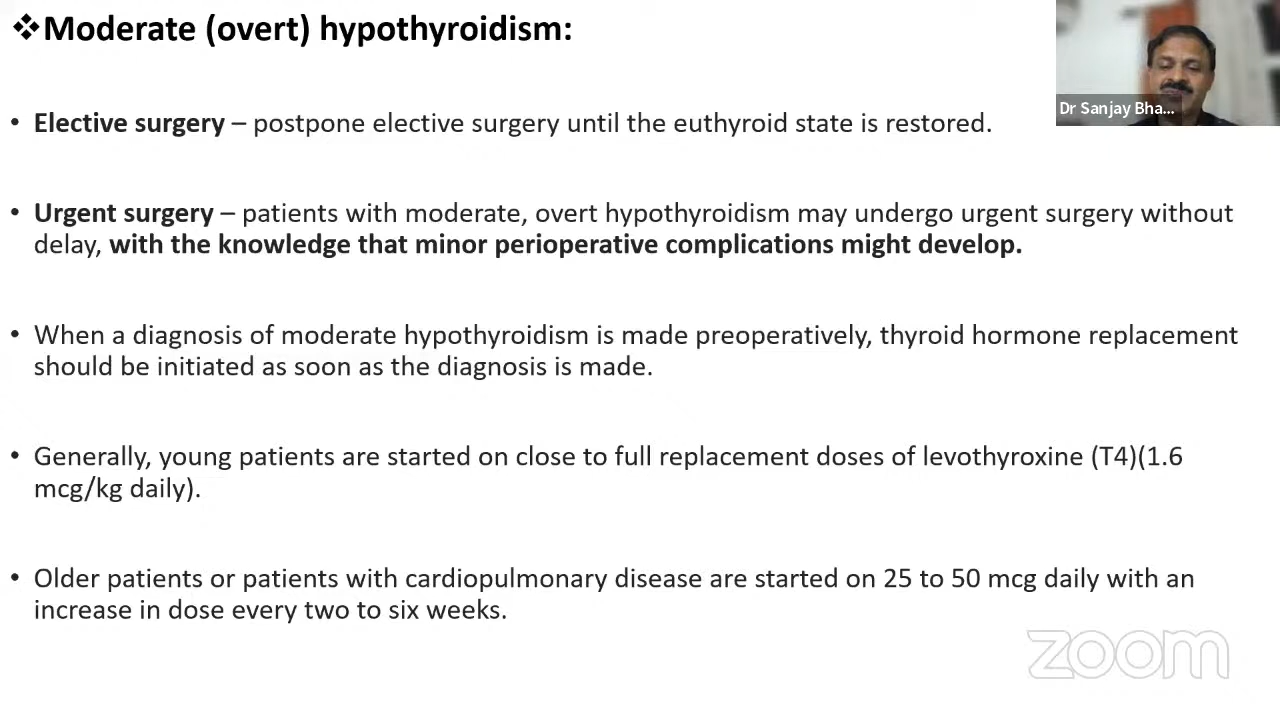 ❖Moderate (overt) hypothyroidism:
Dr Sanjay Bha...
• Elective surgery – postpone elective surgery until the euthyroid state is restored.
• Urgent surgery – patients with moderate, overt hypothyroidism may undergo urgent surgery without
delay, with the knowledge that minor perioperative complications might develop.
• When a diagnosis of moderate hypothyroidism is made preoperatively, thyroid hormone replacement
should be initiated as soon as the diagnosis is made.
• Generally, young patients are started on close to full replacement doses of levothyroxine (T4)(1.6
mcg/kg daily).
• Older patients or patients with cardiopulmonary disease are started on 25 to 50 mcg daily with an
increase in dose every two to six weeks.
zoom